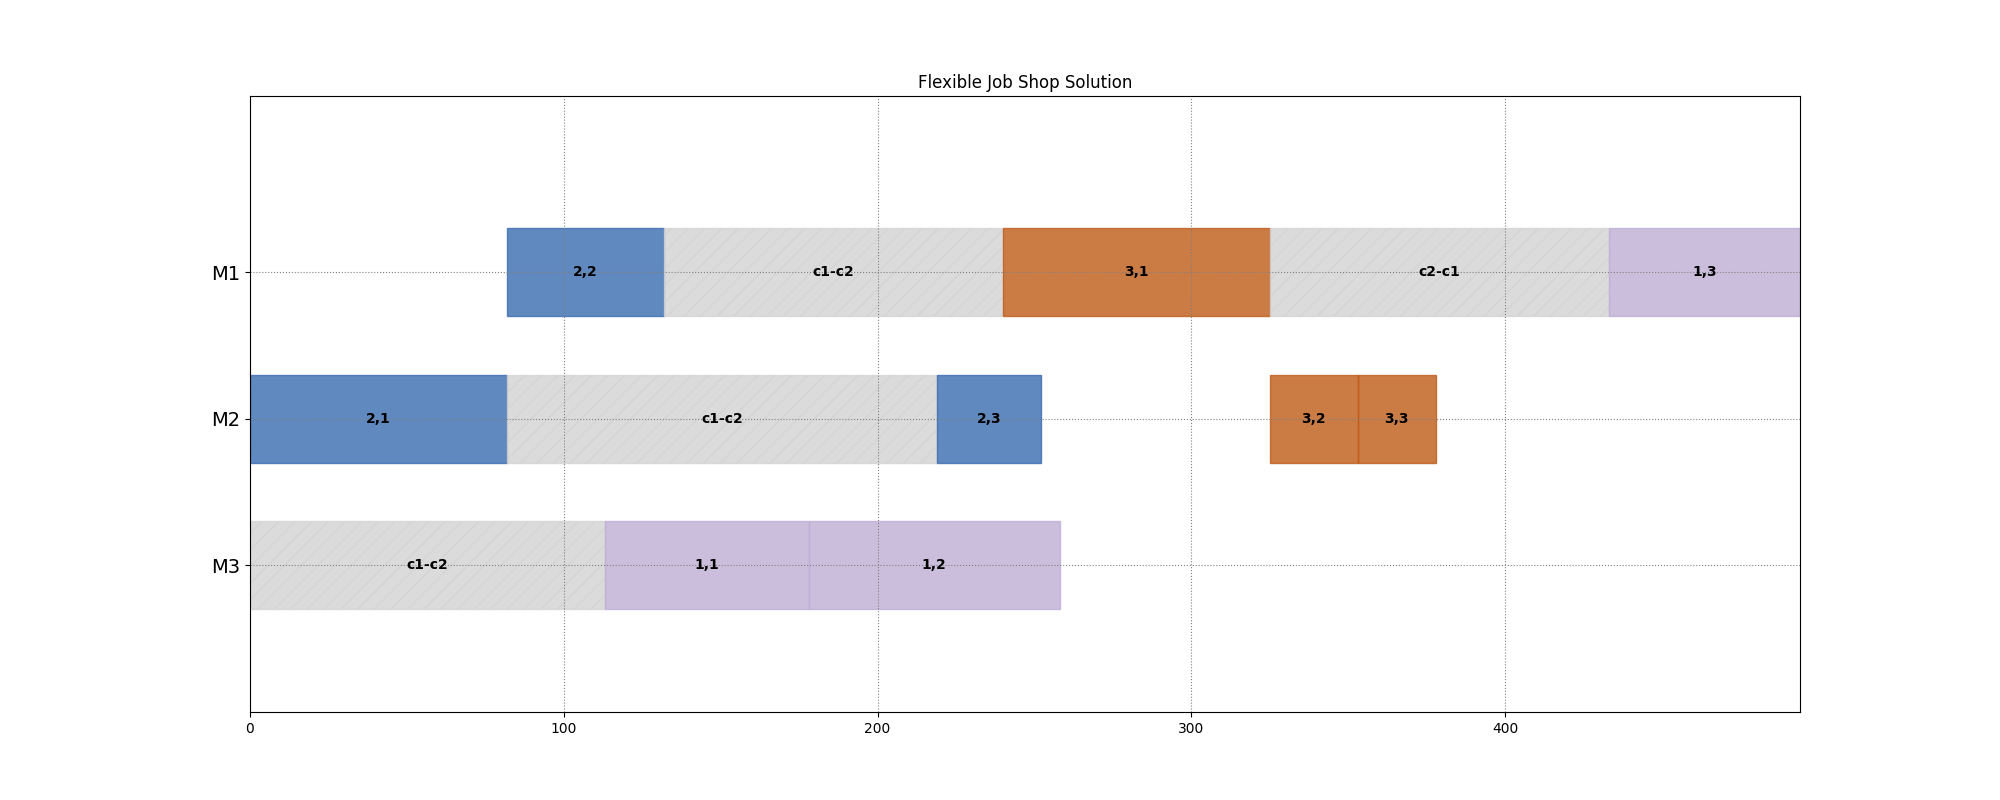 Flexible Job Shop Solution
M1
2,2
c1-c2
3,1
c2-c1
1,3
M2
2,1
c1-c2
2,3
3,2
3,3
M3
c1-c2
1,1
1,2
0
100
200
300
400